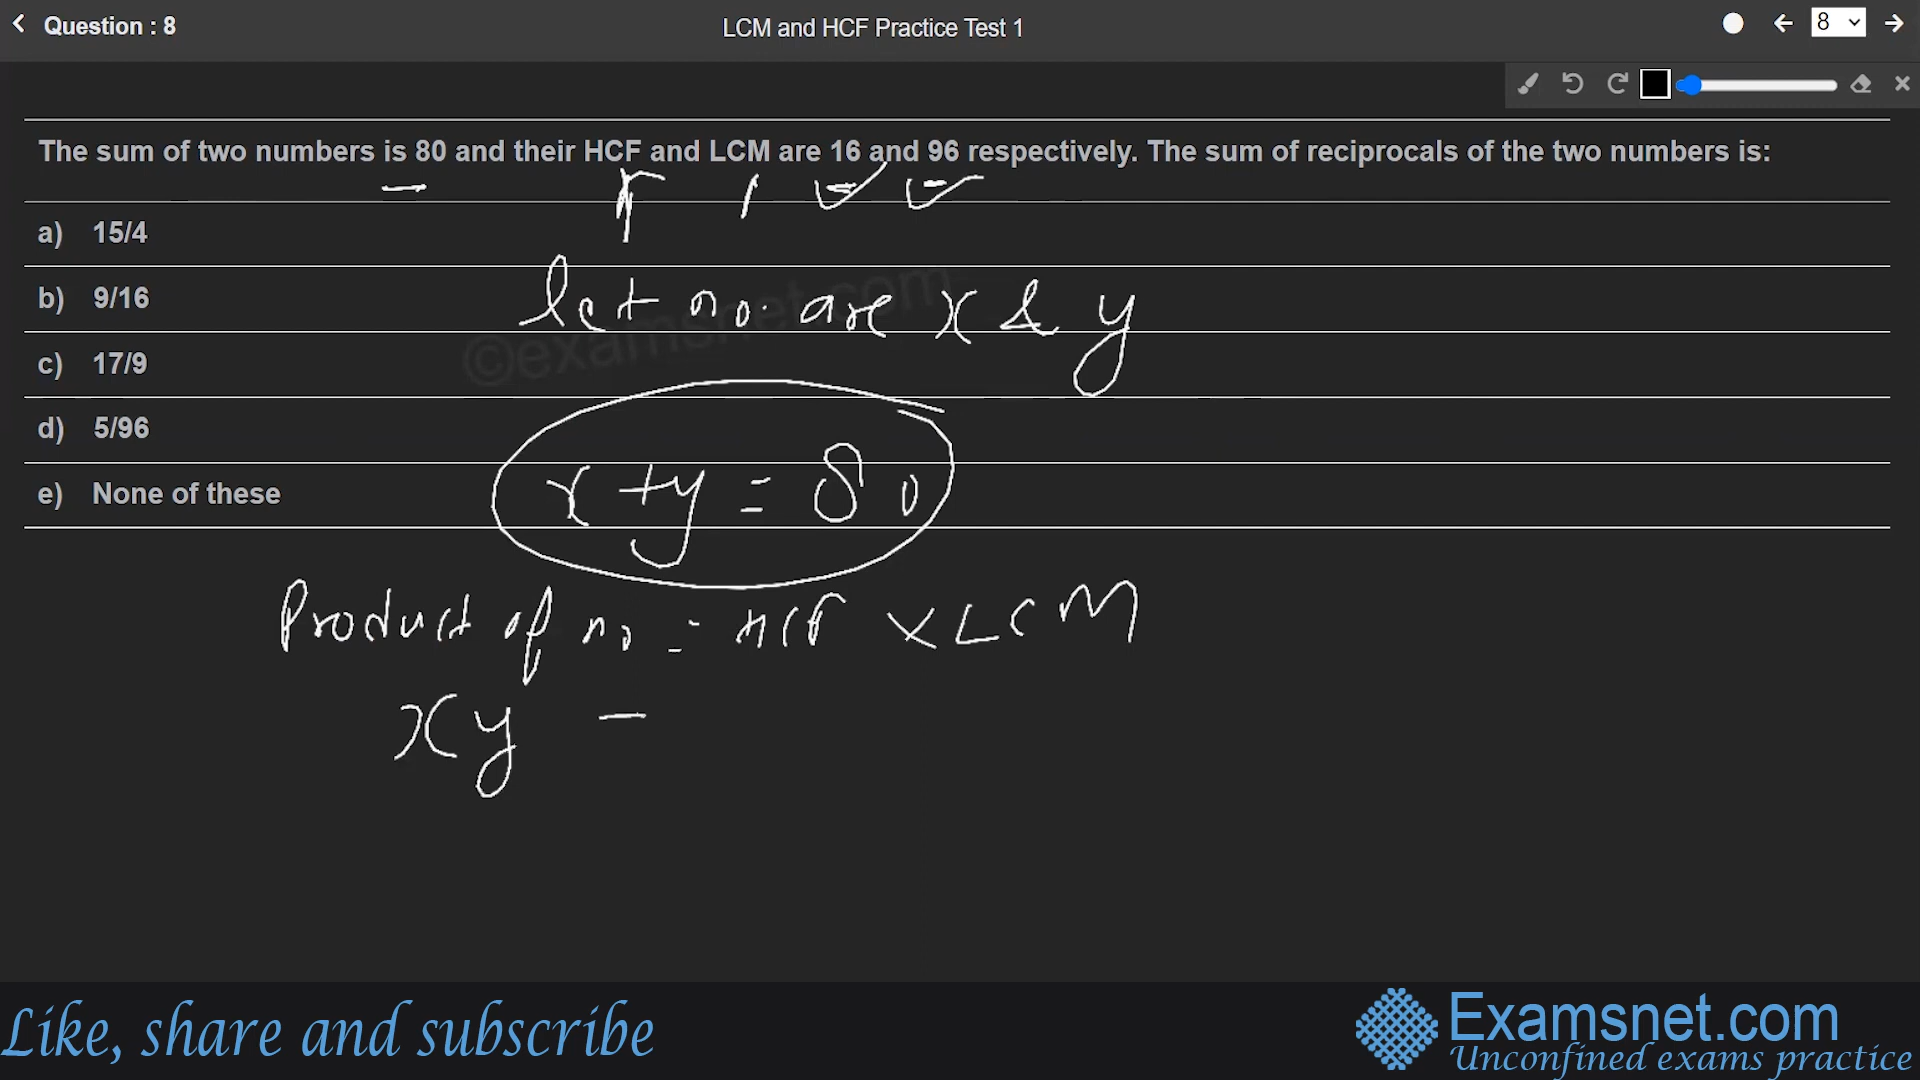 Question : 8
LCM and HCF Practice Test 1
8
The sum of two numbers is 80 and their HCF and LCM are 16 and 96 respectively. The sum of reciprocals of the two numbers is:
a) 15/4
b) 9/16
c) 17/9
d) 5/96
e) None of these
©examsnet.com
let no. are x & y
x + y = 80
Product of no = HCF X LCM
xy -
Like, share and subscribe
Examsnet.com
Unconfined exams practice